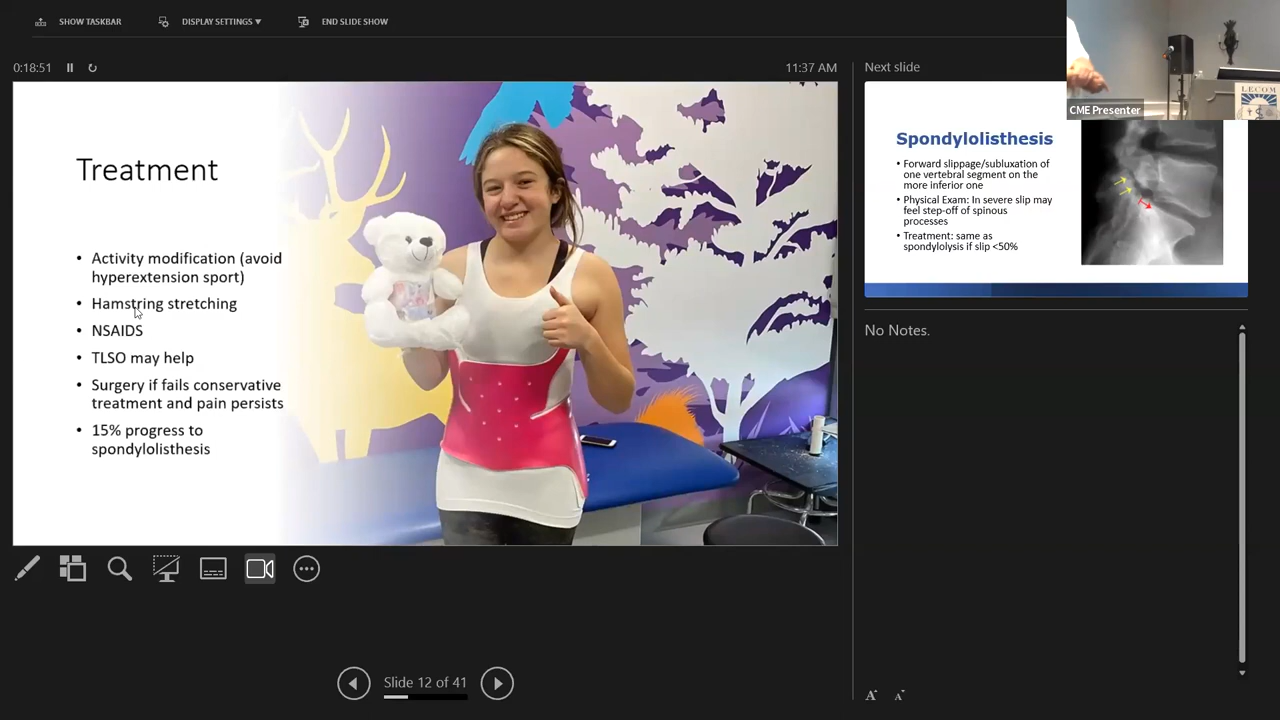 SHOW TASKBAR
DISPLAY SETTINGS ▼
END SLIDE SHOW
0:18:51
11:37 AM
Treatment
• Activity modification (avoid
hyperextension sport)
• Hamstring stretching
• NSAIDS
• TLSO may help
• Surgery if fails conservative
treatment and pain persists
• 15% progress to
spondylolisthesis
Next slide
Spondylolisthesis
• Forward slippage/subluxation of
one vertebral segment on the
more inferior one
• Physical Exam: In severe slip may
feel step-off of spinous
processes
• Treatment: same as
spondylolysis if slip <50%
CME Presenter
LECOM
No Notes.
Slide 12 of 41
A A